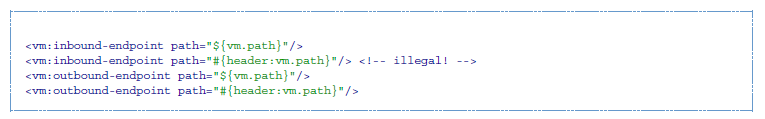 <vm:inbound-endpoint path="${vm.path}"/>
<vm:inbound-endpoint path="#{header:vm.path}"/> <!-- illegal! -->
<vm:outbound-endpoint path="${vm.path}"/>
<vm:outbound-endpoint path="#{header:vm.path}"/>